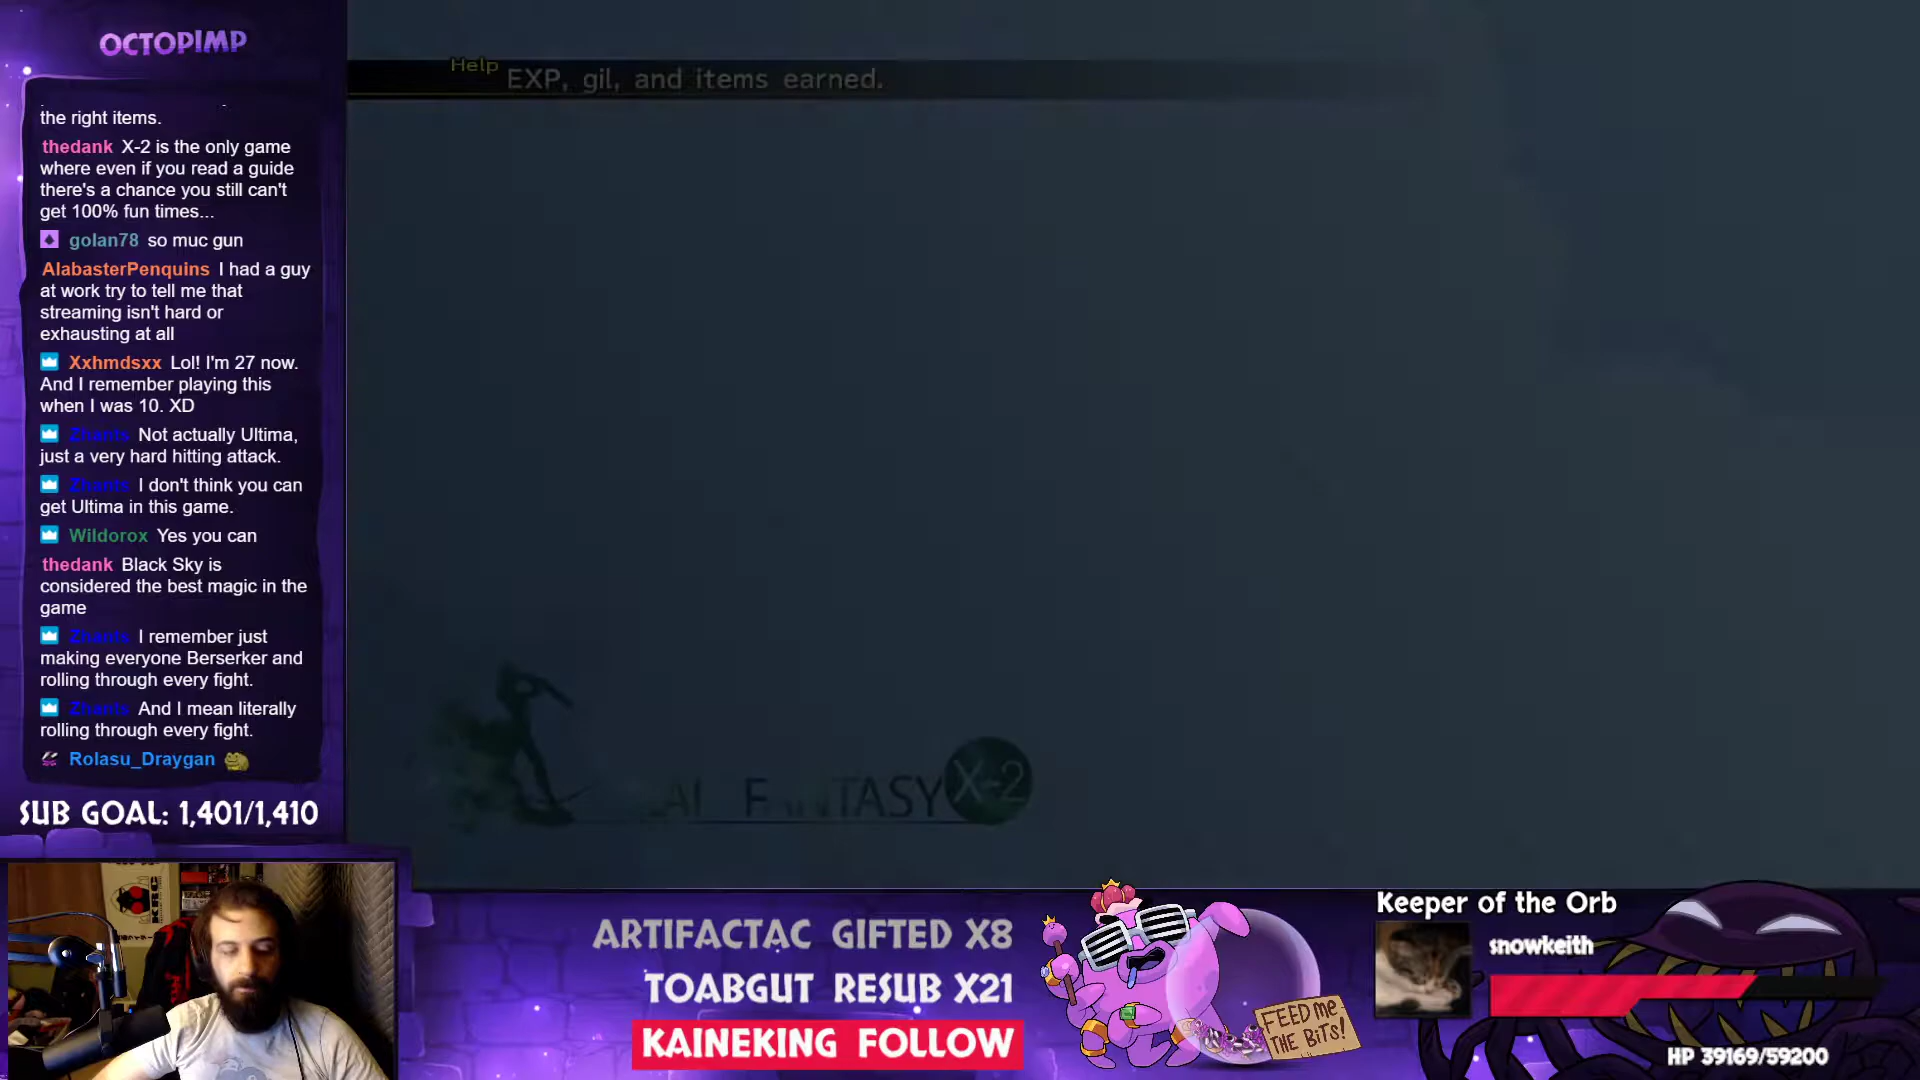 OCTOPIMP
the right items.
thedank X-2 is the only game
where even if you read a guide
there's a chance you still can't
get 100% fun times...
golan78 so muc gun
AlabasterPenquins I had a guy
at work try to tell me that
streaming isn't hard or
exhausting at all
Xxhmdsxx Lol! I'm 27 now.
And I remember playing this
when I was 10. XD
Zhants Not actually Ultima,
just a very hard hitting attack.
Zhants I don't think you can
get Ultima in this game.
Wildorox Yes you can
thedank Black Sky is
considered the best magic in the
game
Zhants I remember just
making everyone Berserker and
rolling through every fight.
Zhants And I mean literally
rolling through every fight.
Rolasu_Draygan
SUB GOAL: 1,401/1,410
Help
EXP, gil, and items earned.
FANTASY X-2
ARTIFACTAC GIFTED X8
TOABGUT RESUB X21
KAINEKING FOLLOW
FEED ME
THE BITS!
Keeper of the Orb
snowkeith
HP 39169/59200